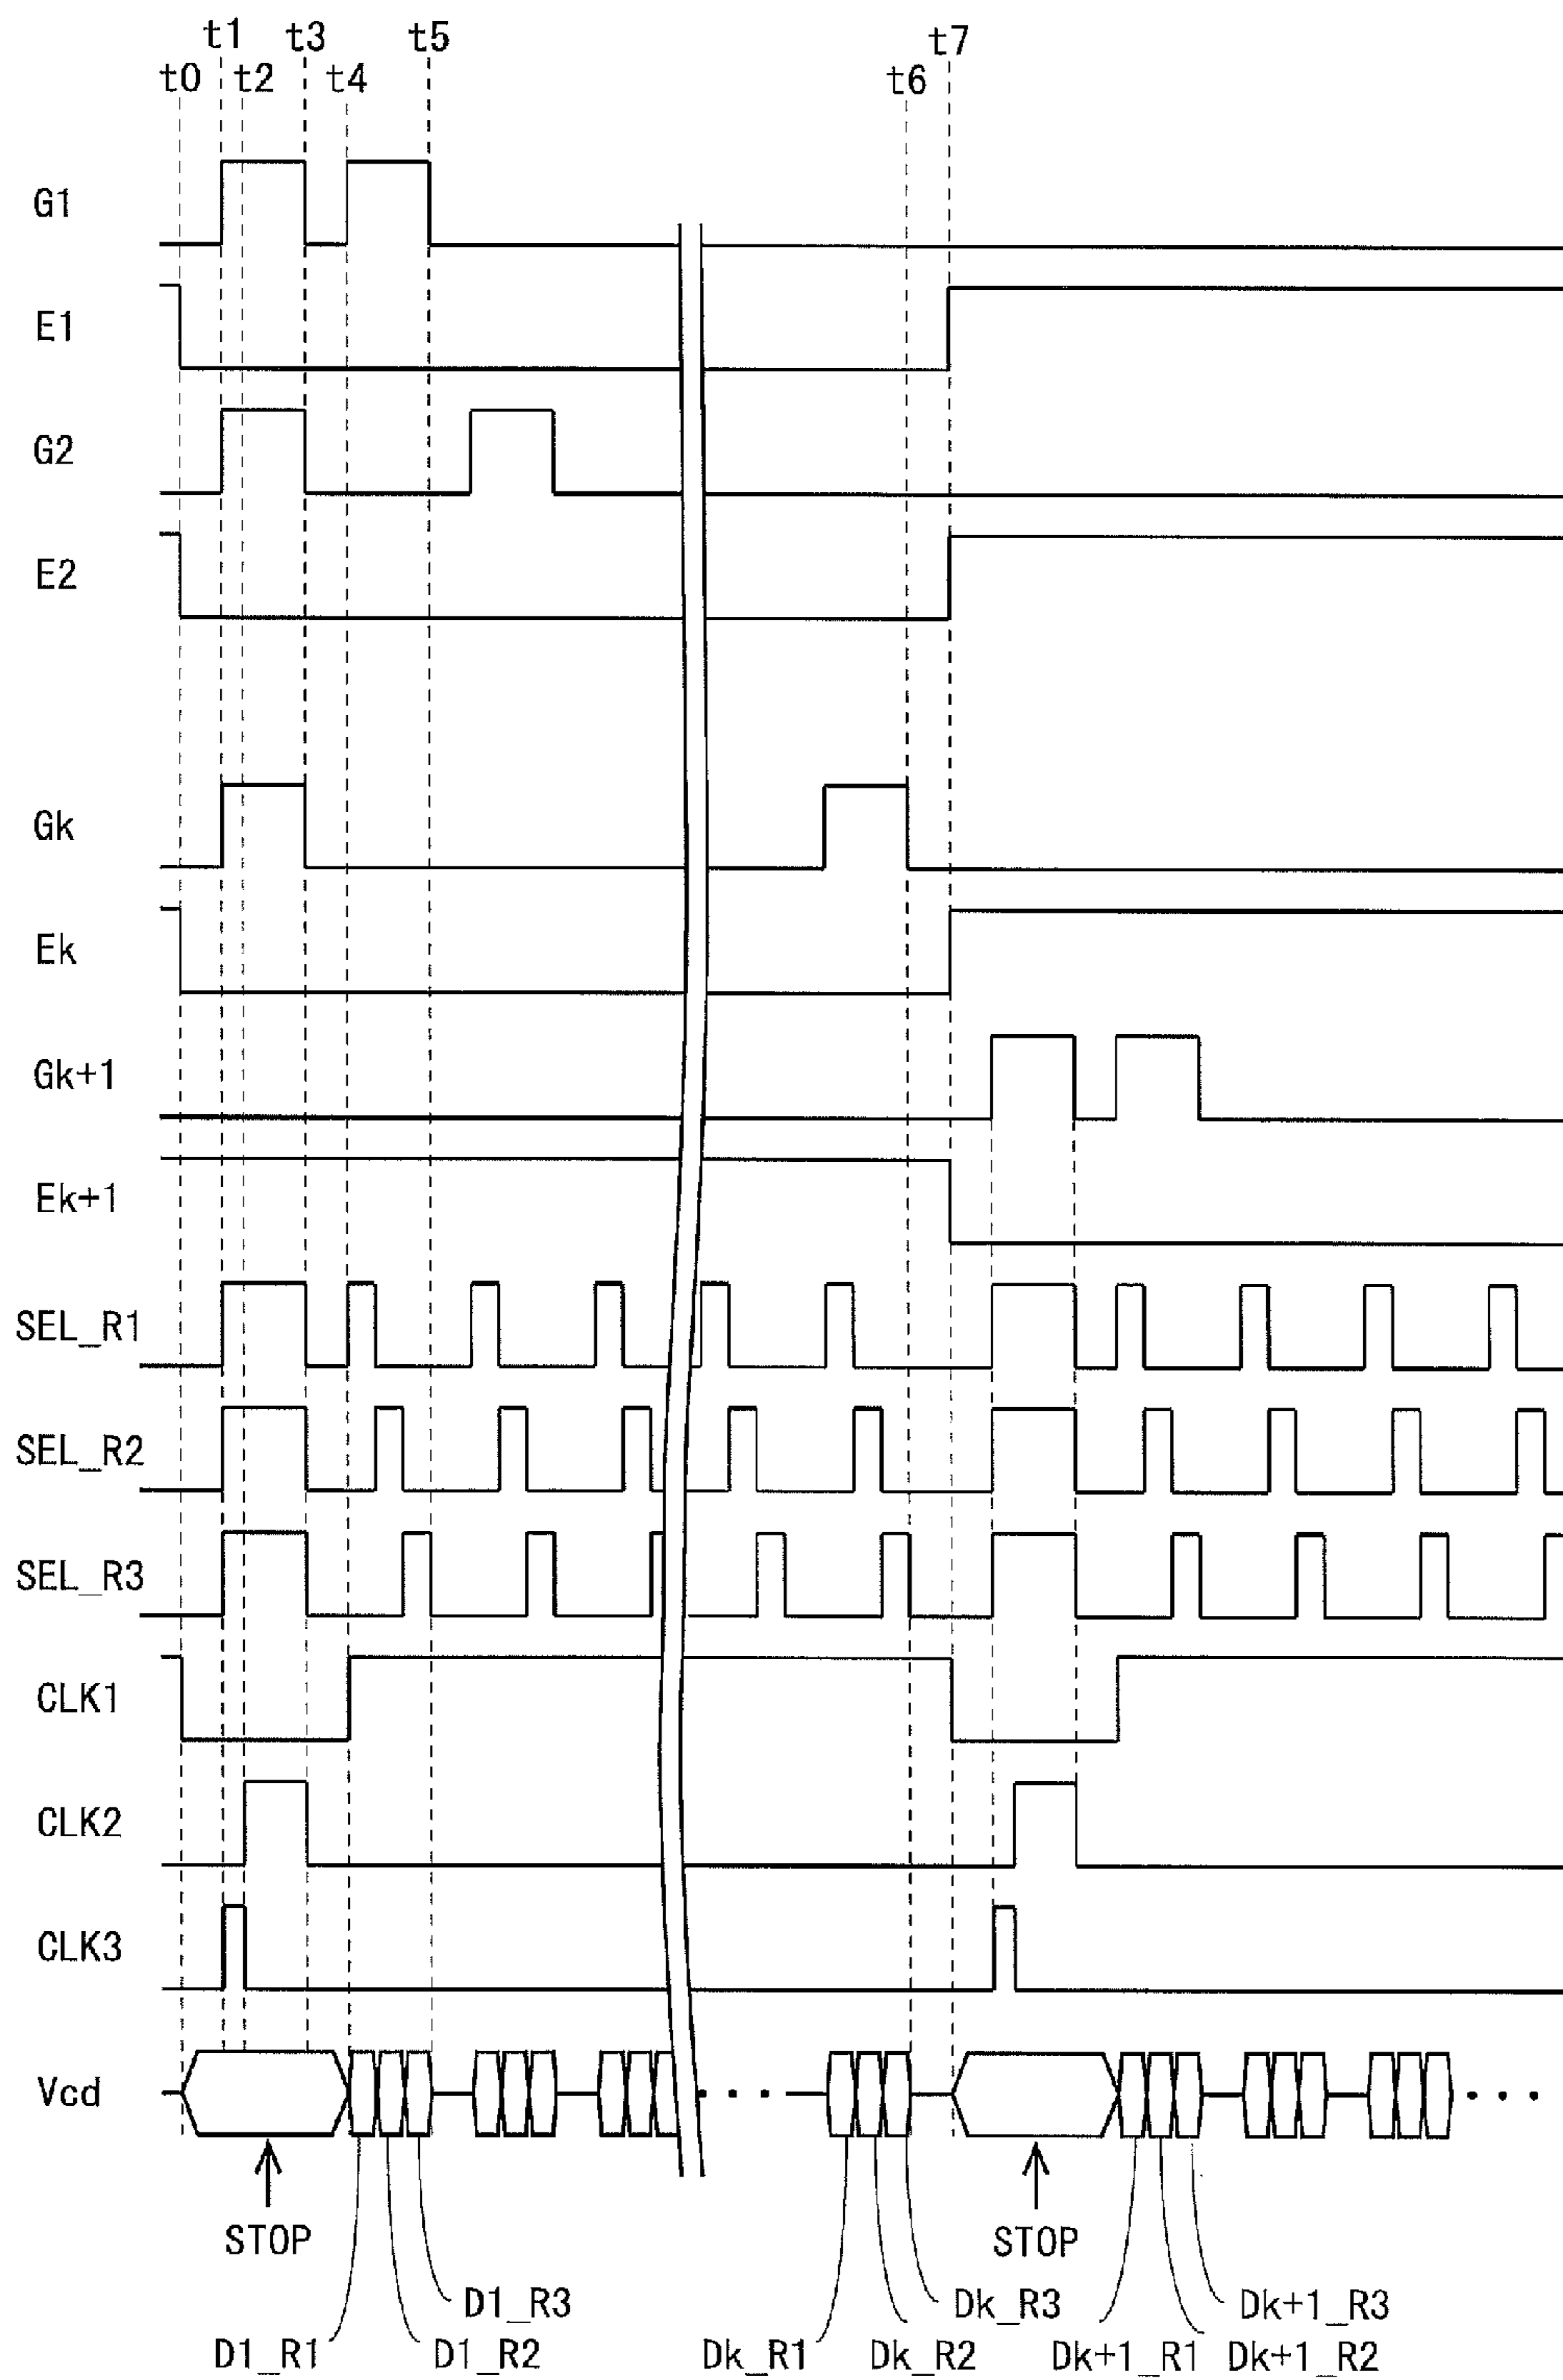 t1 t3 t5 t7
t0 t2 t4 t6
G1
E1
G2
E2
Gk
Ek
Gk+1
Ek+1
SEL_R1
SEL_R2
SEL_R3
CLK1
CLK2
CLK3
Vcd
STOP STOP
D1_R3 Dk_R3 Dk+1_R3
D1_R1 D1_R2 Dk_R1 Dk_R2 Dk+1_R1 Dk+1_R2